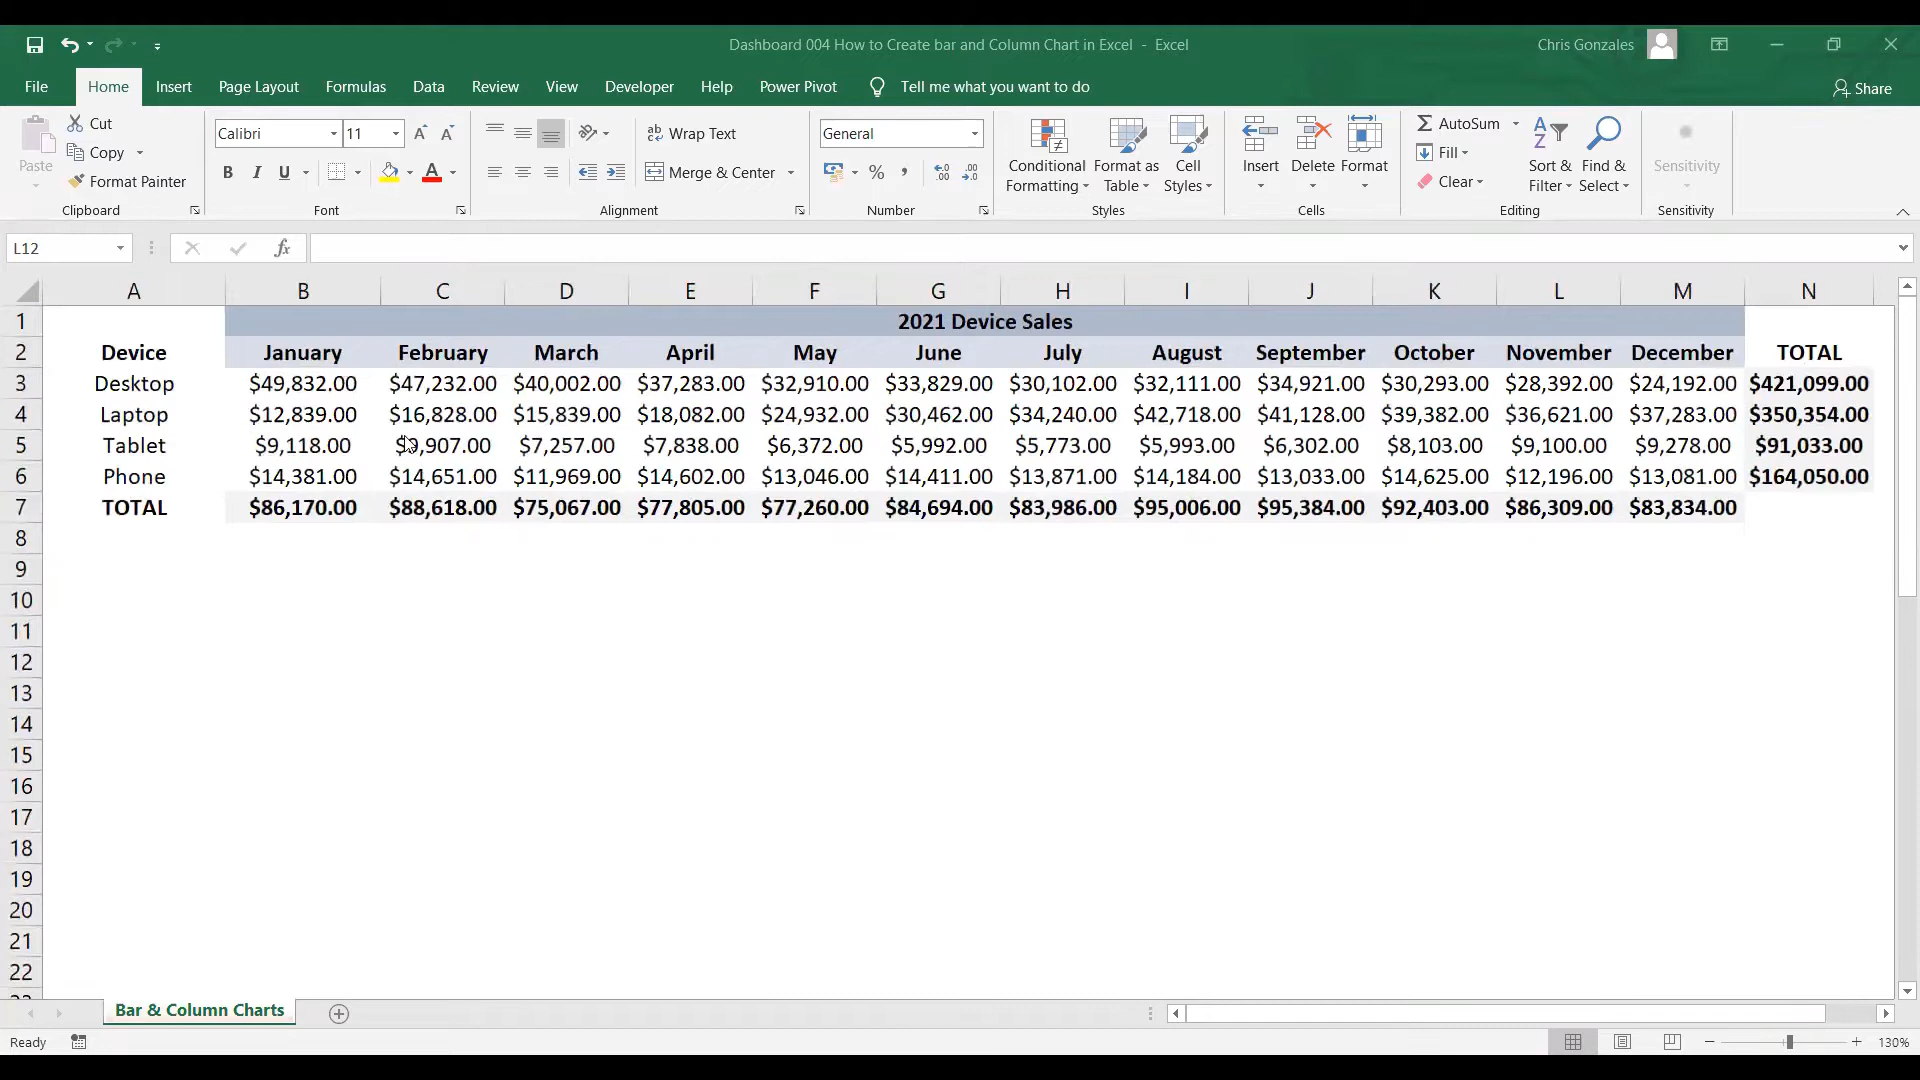 Dashboard 004 How to Create bar and Column Chart in Excel - Excel
Chris Gonzales
File Home Insert Page Layout Formulas Data Review View Developer Help Power Pivot Tell me what you want to do Share
Paste
Cut
Copy
Format Painter
Calibri 11
B I U
Wrap Text
Merge & Center
General
Conditional Formatting
Format as Table
Cell Styles
Insert Delete Format
AutoSum
Fill
Clear
Sort & Filter
Find & Select
Sensitivity
Clipboard Font Alignment Number Styles Cells Editing Sensitivity
L12 fx
A B C D E F G H I J K L M N
1 2021 Device Sales
2 Device January February March April May June July August September October November December TOTAL
3 Desktop $49,832.00 $47,232.00 $40,002.00 $37,283.00 $32,910.00 $33,829.00 $30,102.00 $32,111.00 $34,921.00 $30,293.00 $28,392.00 $24,192.00 $421,099.00
4 Laptop $12,839.00 $16,828.00 $15,839.00 $18,082.00 $24,932.00 $30,462.00 $34,240.00 $42,718.00 $41,128.00 $39,382.00 $36,621.00 $37,283.00 $350,354.00
5 Tablet $9,118.00 $7,257.00 $7,838.00 $6,372.00 $5,992.00 $5,773.00 $5,993.00 $6,302.00 $8,103.00 $9,100.00 $9,278.00 $91,033.00
6 Phone $14,381.00 $14,651.00 $11,969.00 $14,602.00 $13,046.00 $14,411.00 $13,871.00 $14,184.00 $13,033.00 $14,625.00 $12,196.00 $13,081.00 $164,050.00
7 TOTAL $86,170.00 $88,618.00 $75,067.00 $77,805.00 $77,260.00 $84,694.00 $83,986.00 $95,006.00 $95,384.00 $92,403.00 $86,309.00 $83,834.00
8
9
10
11
12
13
14
15
16
17
18
19
20
21
22
Bar & Column Charts
Ready 130%